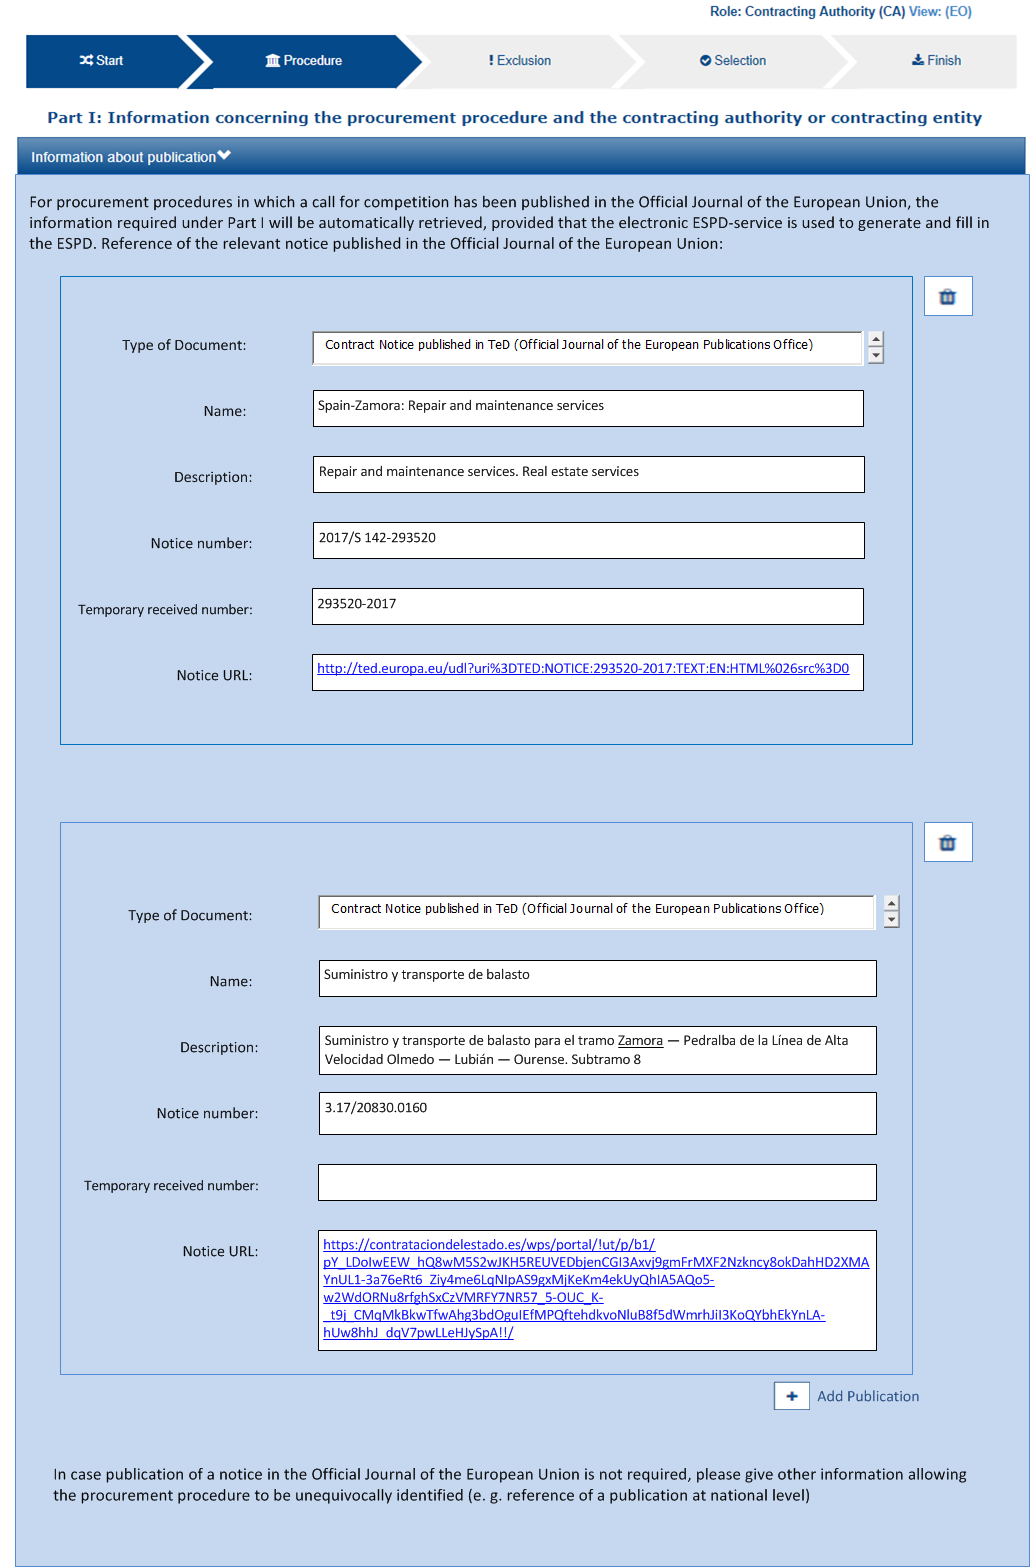 Role: Contracting Authority (CA) View: (EO)
Start
Procedure
Exclusion
Selection
Finish
Part I: Information concerning the procurement procedure and the contracting authority or contracting entity
Information about publication
For procurement procedures in which a call for competition has been published in the Official Journal of the European Union, the
information required under Part I will be automatically retrieved, provided that the electronic ESPD-service is used to generate and fill in
the ESPD. Reference of the relevant notice published in the Official Journal of the European Union:
Type of Document: Contract Notice published in TeD (Official Journal of the European Publications Office)
Name: Spain-Zamora: Repair and maintenance services
Description: Repair and maintenance services. Real estate services
Notice number: 2017/S 142-293520
Temporary received number: 293520-2017
Notice URL: http://ted.europa.eu/udl?uri%3DTED:NOTICE:293520-2017:TEXT:EN:HTML%026src%3D0
Type of Document: Contract Notice published in TeD (Official Journal of the European Publications Office)
Name: Suministro y transporte de balasto
Description: Suministro y transporte de balasto para el tramo Zamora — Pedralba de la Línea de Alta
Velocidad Olmedo — Lubián — Ourense. Subtramo 8
Notice number: 3.17/20830.0160
Temporary received number:
Notice URL: https://contrataciondelestado.es/wps/portal/!ut/p/b1/
pY_LDoIwEEW_hQ8wM5S2wJKH5REUVEDbjenCGI3Axvj9gmFrMXF2Nzkncy8okDahHD2XMA
YnUL1-3a76eRt6_Ziy4me6LqNIpAS9gxMjKeKm4ekUyQhIA5AQo5-
w2WdORNu8rfghSxCzVMRFY7NR57_5-OUC_K-
_t9j_CMqMkBkwTfwAhg3bdOguIEfMPQftehdkvoNluB8f5dWmrhJiI3KoQYbhEkYnLA-
hUw8hhJ_dqV7pwLLeHJySpA!!/
Add Publication
In case publication of a notice in the Official Journal of the European Union is not required, please give other information allowing
the procurement procedure to be unequivocally identified (e. g. reference of a publication at national level)